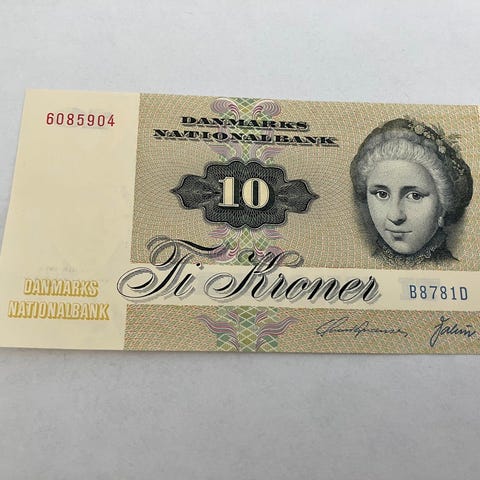 6085904
DANMARKS
NATIONALBANK
10
Ti Kroner
B8781D
DANMARKS
NATIONALBANK